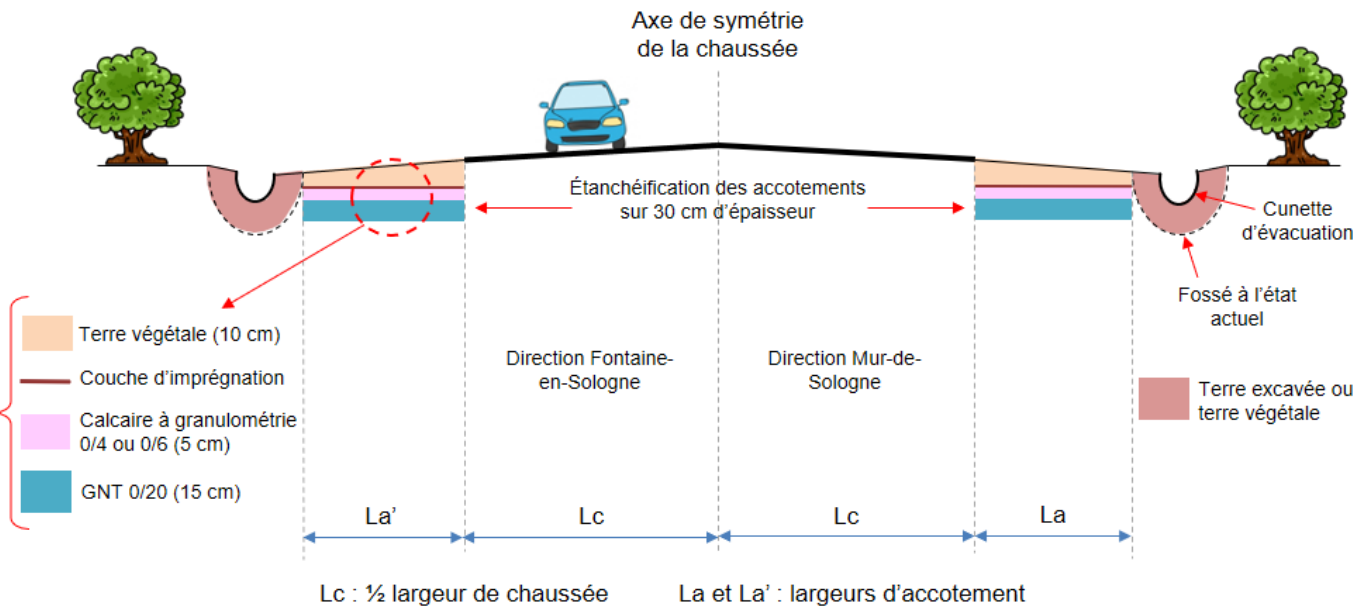 Axe de symétrie
de la chaussée
Étanchéification des accotements
sur 30 cm d'épaisseur
Cunette
d'évacuation
Fossé à l'état
actuel
Terre végétale (10 cm)
Couche d'imprégnation
Calcaire à granulométrie
0/4 ou 0/6 (5 cm)
GNT 0/20 (15 cm)
Direction Fontaine-
en-Sologne
Direction Mur-de-
Sologne
Terre excavée ou
terre végétale
La'
Lc
Lc
La
Lc : ½ largeur de chaussée
La et La' : largeurs d'accotement